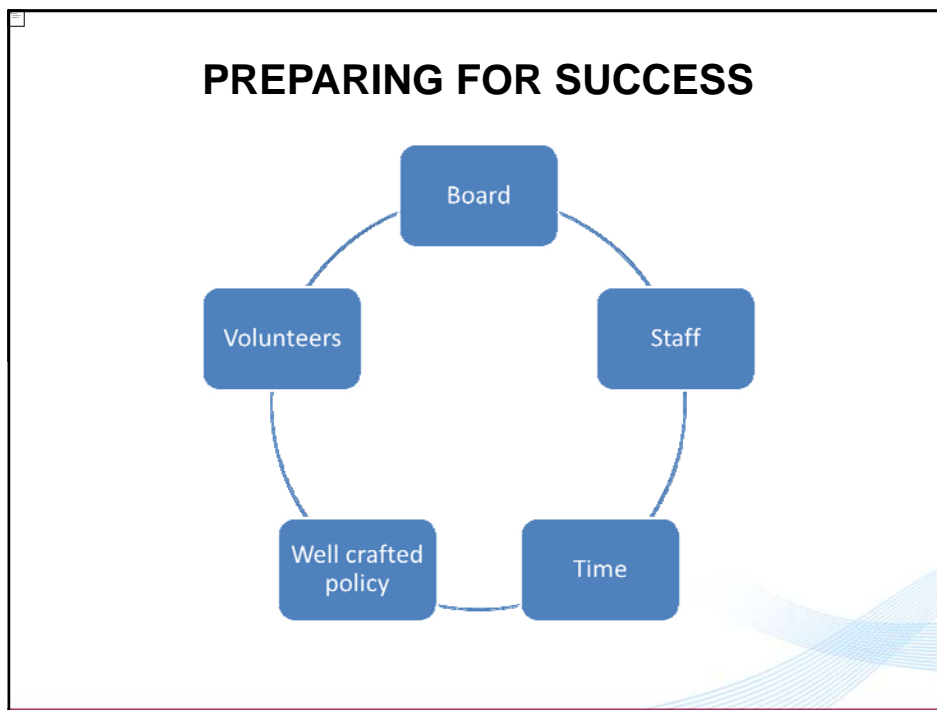 PREPARING FOR SUCCESS
Board
Volunteers
Staff
Well crafted
policy
Time